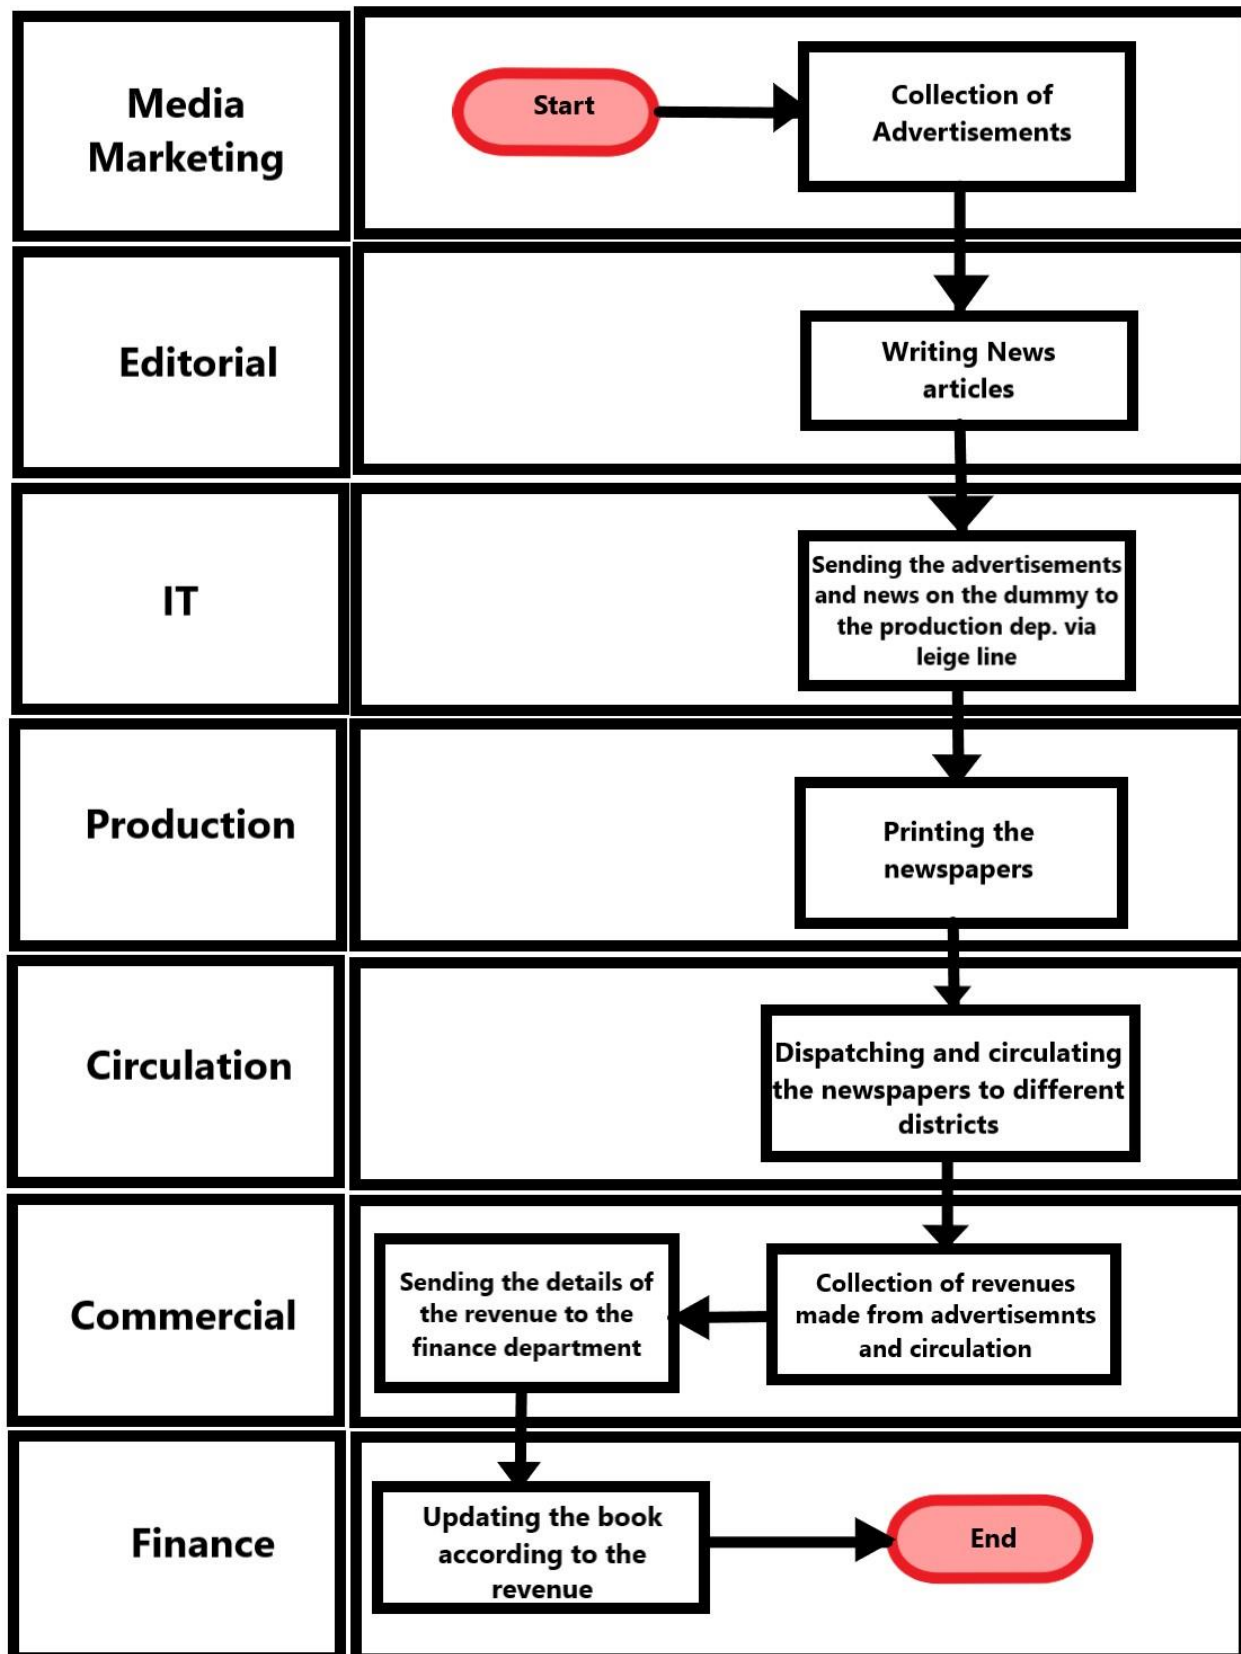 Media
Marketing
Start
Collection of
Advertisements
Editorial
Writing News
articles
IT
Sending the advertisements
and news on the dummy to
the production dep. via
leige line
Production
Printing the
newspapers
Circulation
Dispatching and circulating
the newspapers to different
districts
Commercial
Sending the details of
the revenue to the
finance department
Collection of revenues
made from advertisemnts
and circulation
Finance
Updating the book
according to the
revenue
End